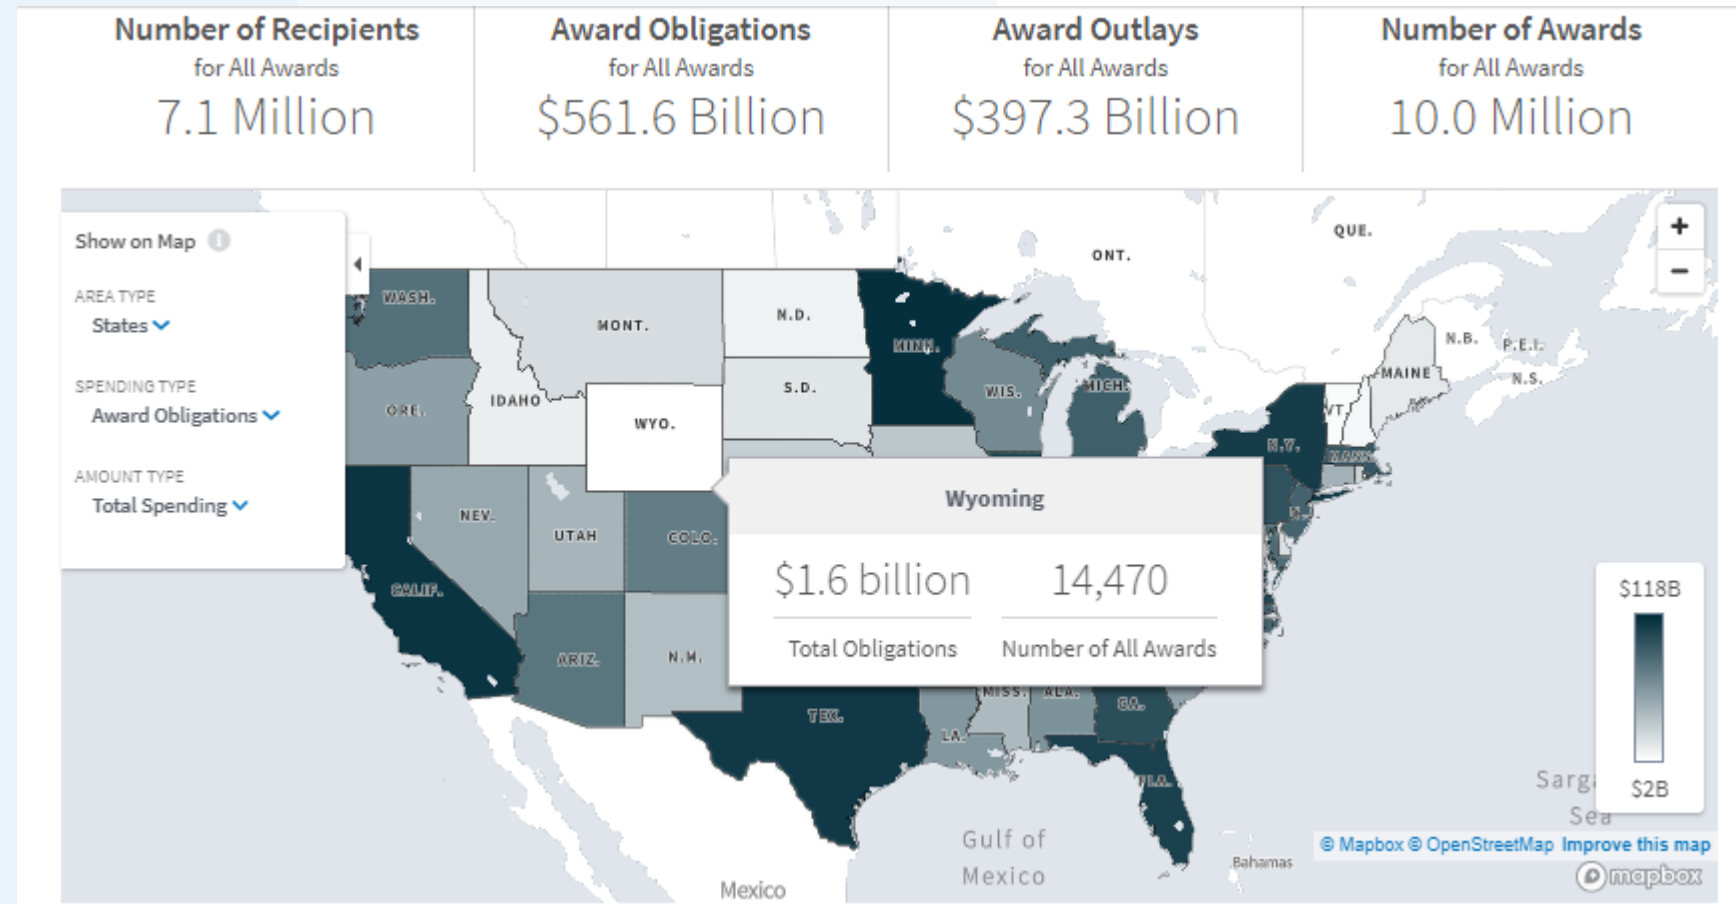 Number of Recipients
for All Awards
7.1 Million
Award Obligations
for All Awards
$561.6 Billion
Award Outlays
for All Awards
$397.3 Billion
Number of Awards
for All Awards
10.0 Million
Show on Map
AREA TYPE
States
SPENDING TYPE
Award Obligations
AMOUNT TYPE
Total Spending
QUE.
ONT.
WASH.
MONT.
N.D.
MINN.
N.B.
P.E.I.
N.S.
MAINE
ORE.
IDAHO
WYO.
S.D.
WIS.
MICH.
VT.
N.Y.
MASS.
NEV.
UTAH
COLO.
N.J.
CALIF.
ARIZ.
N.M.
Wyoming
$1.6 billion
Total Obligations
14,470
Number of All Awards
MISS.
ALA.
GA.
TEX.
LA.
FLA.
Gulf of
Mexico
Mexico
Bahamas
Sarg
Sea
$118B
$2B
+
−
© Mapbox © OpenStreetMap Improve this map
mapbox